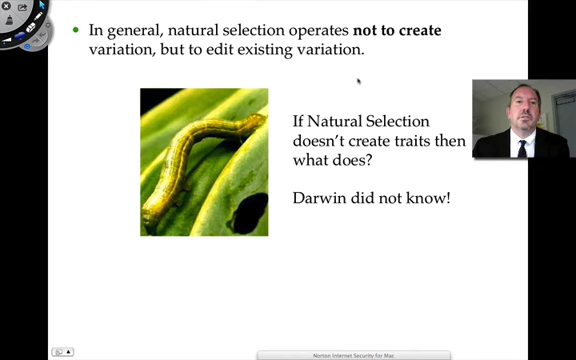 In general, natural selection operates not to create
variation, but to edit existing variation.
If Natural Selection
doesn't create traits then
what does?
Darwin did not know!
Norton Internet Security for Mac